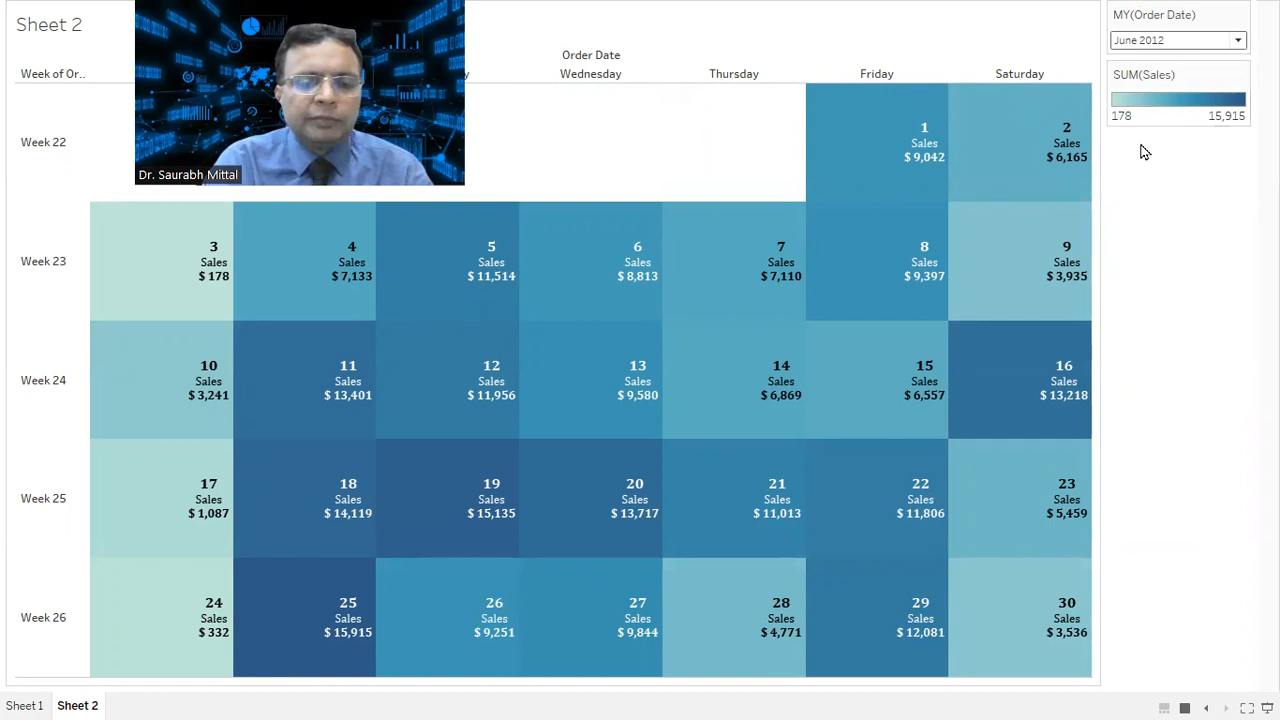 Sheet 2
Order Date
Week of Or..
y
Wednesday
Thursday
Friday
Saturday
Week 22
1
Sales
$ 9,042
2
Sales
$ 6,165
Week 23
3
Sales
$ 178
4
Sales
$ 7,133
5
Sales
$ 11,514
6
Sales
$ 8,813
7
Sales
$ 7,110
8
Sales
$ 9,397
9
Sales
$ 3,935
Week 24
10
Sales
$ 3,241
11
Sales
$ 13,401
12
Sales
$ 11,956
13
Sales
$ 9,580
14
Sales
$ 6,869
15
Sales
$ 6,557
16
Sales
$ 13,218
Week 25
17
Sales
$ 1,087
18
Sales
$ 14,119
19
Sales
$ 15,135
20
Sales
$ 13,717
21
Sales
$ 11,013
22
Sales
$ 11,806
23
Sales
$ 5,459
Week 26
24
Sales
$ 332
25
Sales
$ 15,915
26
Sales
$ 9,251
27
Sales
$ 9,844
28
Sales
$ 4,771
29
Sales
$ 12,081
30
Sales
$ 3,536
Dr. Saurabh Mittal
MY(Order Date)
June 2012
SUM(Sales)
178 15,915
Sheet 1
Sheet 2